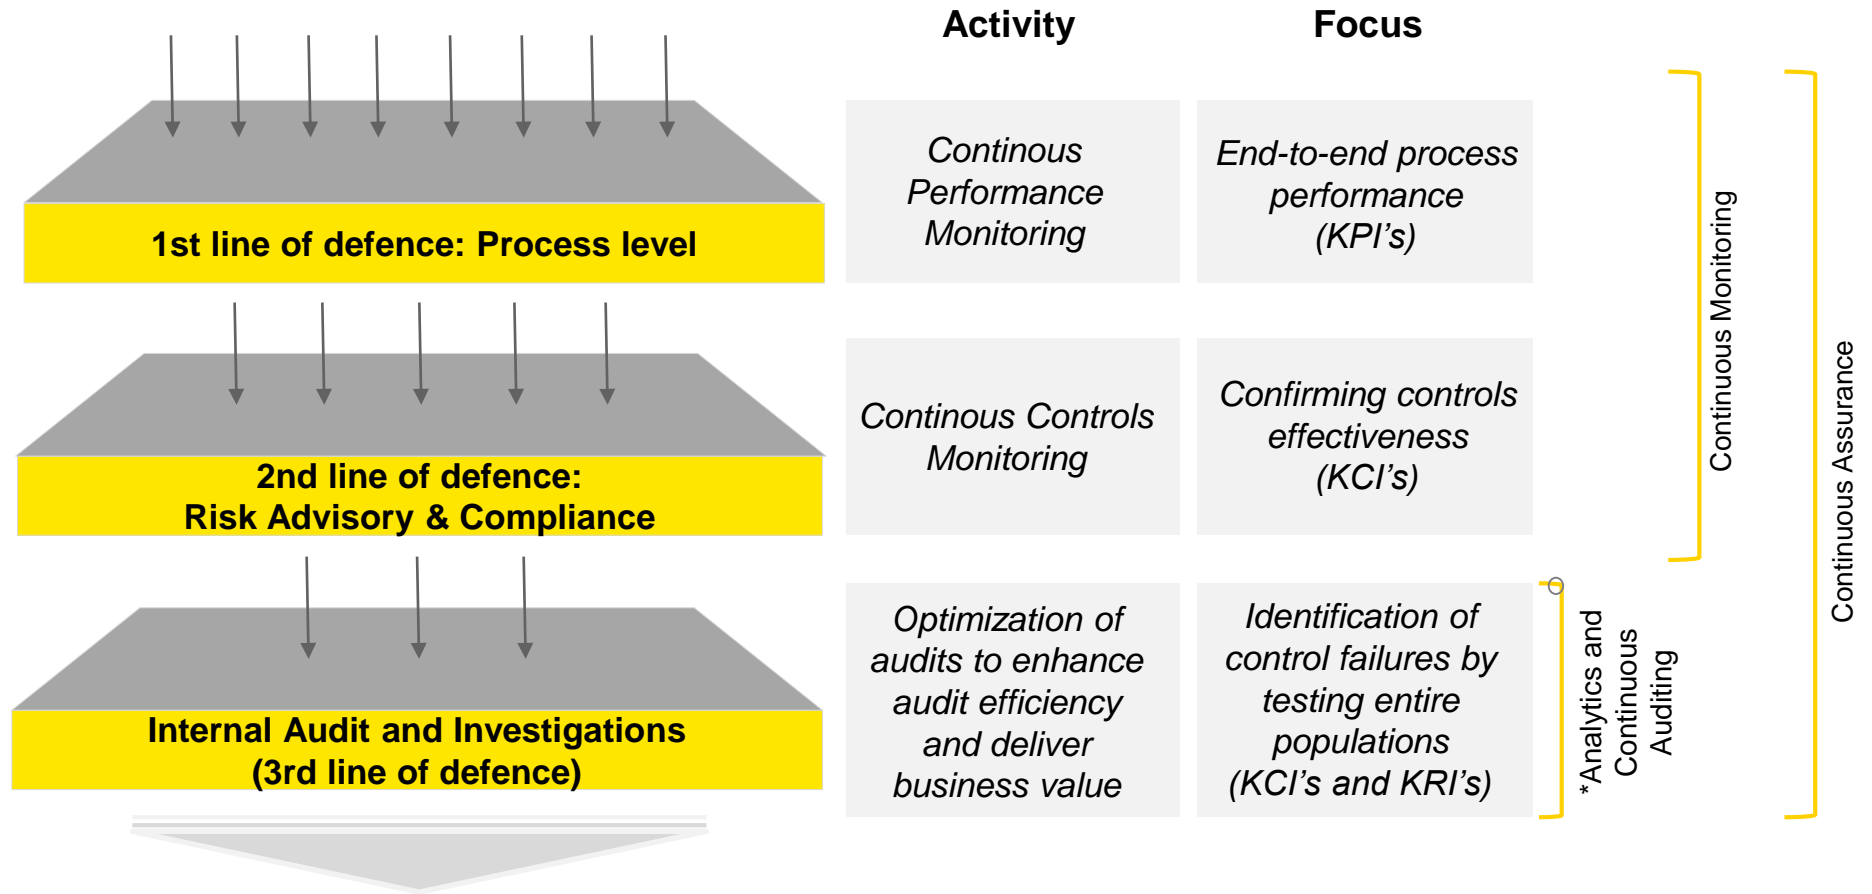 Activity
Focus
1st line of defence: Process level
Continous
Performance
Monitoring
End-to-end process
performance
(KPI’s)
2nd line of defence:
Risk Advisory & Compliance
Continous Controls
Monitoring
Confirming controls
effectiveness
(KCI’s)
Internal Audit and Investigations
(3rd line of defence)
Optimization of
audits to enhance
audit efficiency
and deliver
business value
Identification of
control failures by
testing entire
populations
(KCI’s and KRI’s)
*Analytics and
Continuous
Auditing
Continuous Monitoring
Continuous Assurance